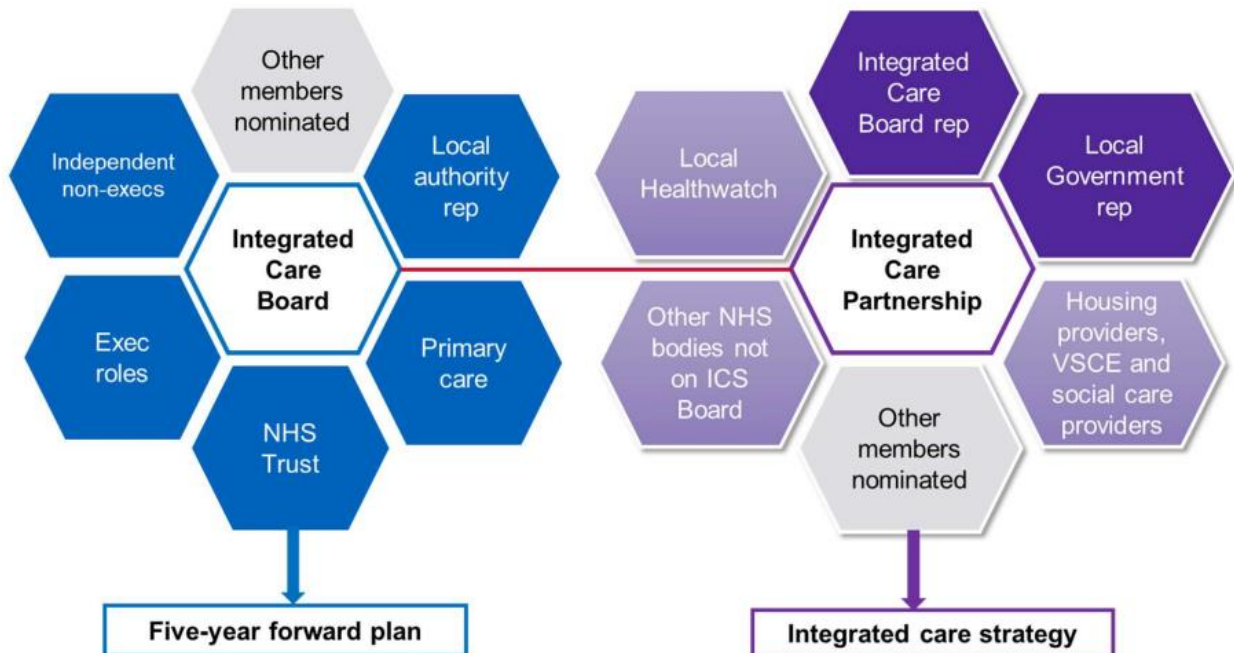 Other
members
nominated
Independent
non-execs
Local
authority
rep
Integrated
Care
Board
Exec
roles
Primary
care
NHS
Trust
Five-year forward plan
Integrated
Care
Board rep
Local
Healthwatch
Local
Government
rep
Integrated
Care
Partnership
Other NHS
bodies not
on ICS
Board
Housing
providers,
VSCE and
social care
providers
Other
members
nominated
Integrated care strategy